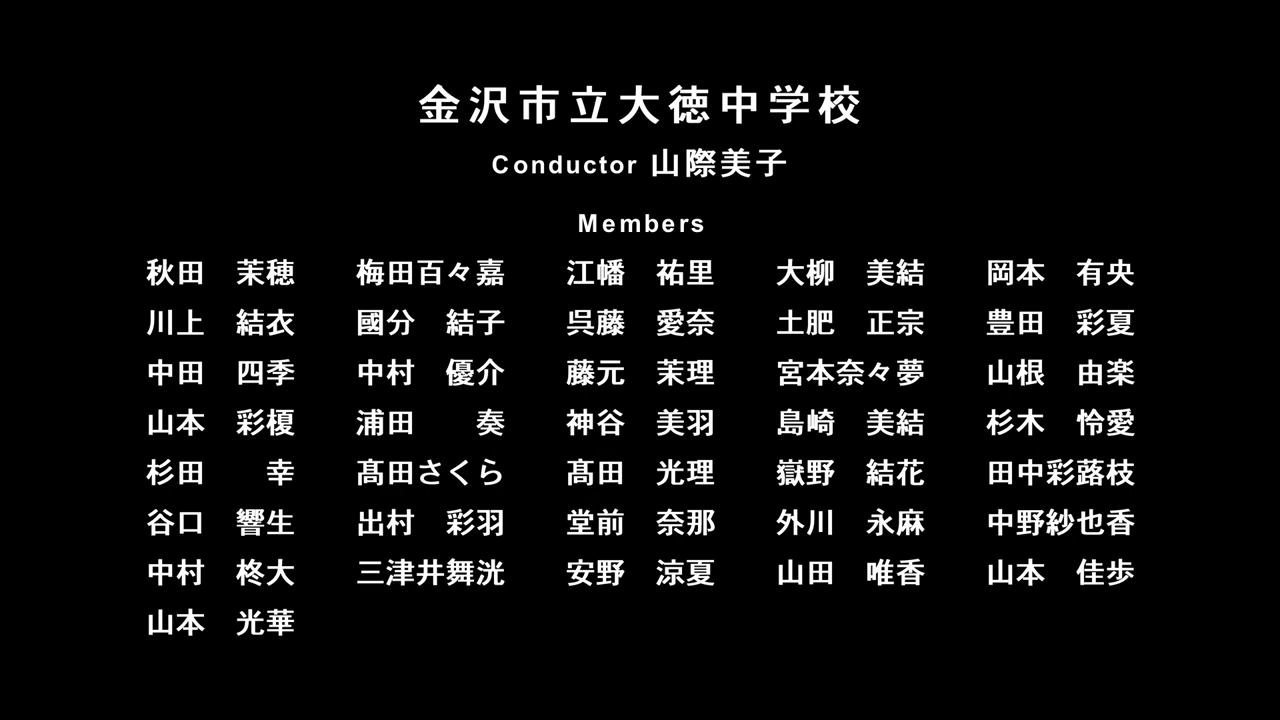 金沢市立大徳中学校
Conductor 山際美子
Members
秋田　茉穂　梅田百々嘉　江幡　祐里　大柳　美結　岡本　有央
川上　結衣　國分　結子　呉藤　愛奈　土肥　正宗　豊田　彩夏
中田　四季　中村　優介　藤元　茉理　宮本奈々夢　山根　由楽
山本　彩榎　浦田　　奏　神谷　美羽　島崎　美結　杉木　怜愛
杉田　　幸　髙田さくら　髙田　光理　嶽野　結花　田中彩蕗枝
谷口　響生　出村　彩羽　堂前　奈那　外川　永麻　中野紗也香
中村　柊大　三津井舞洸　安野　涼夏　山田　唯香　山本　佳歩
山本　光華